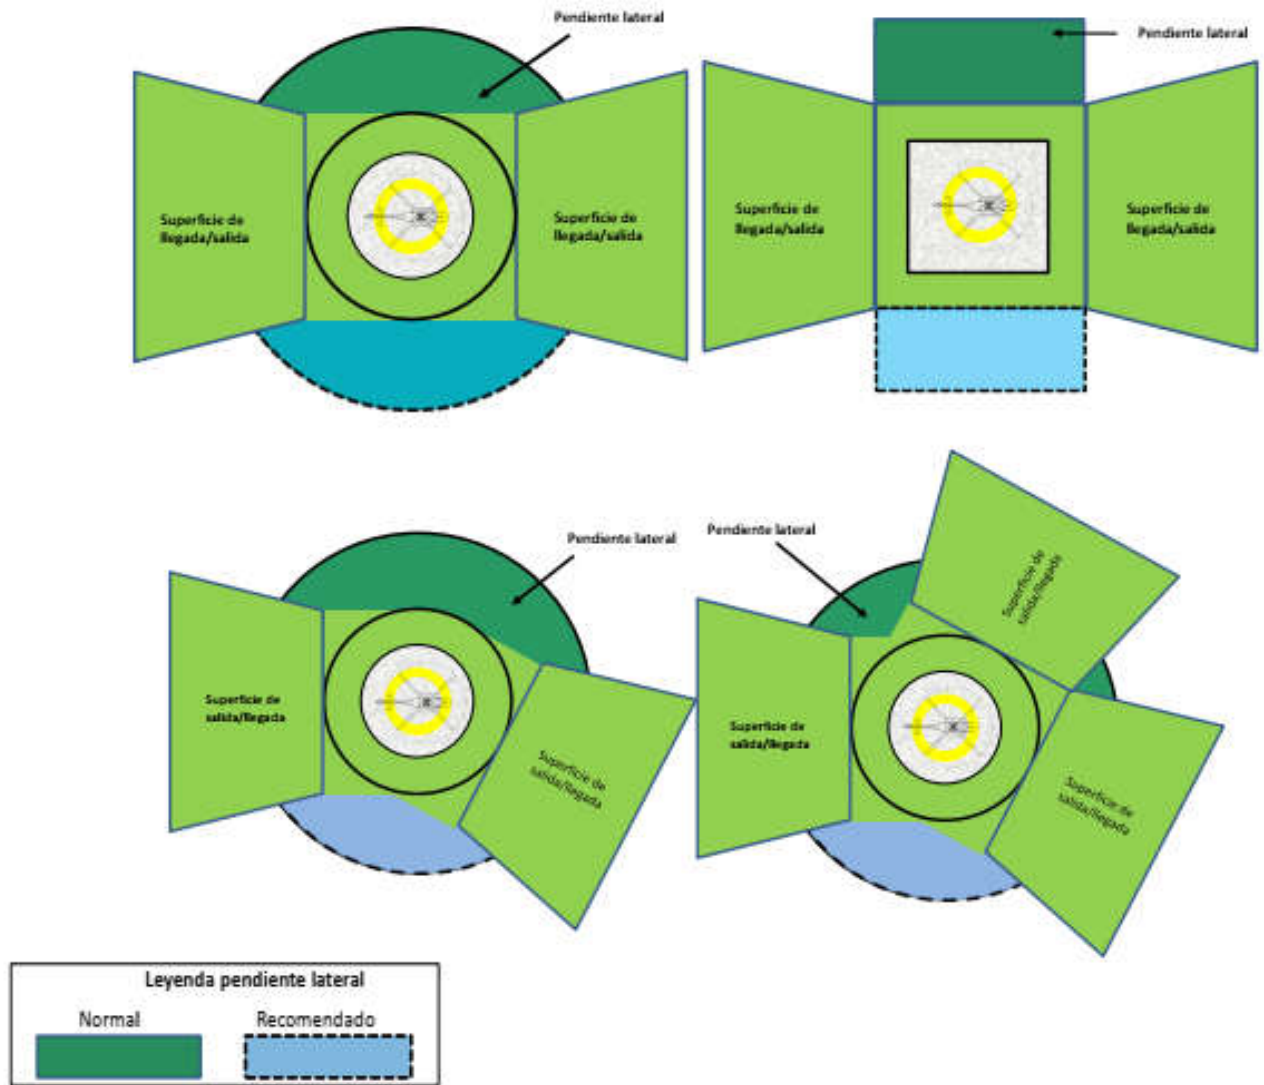 Pendiente lateral
Pendiente lateral
Superficie de
llegada/salida
Superficie de
llegada/salida
Superficie de
llegada/salida
Superficie de
llegada/salida
Pendiente lateral
Pendiente lateral
Superficie de
salida/llegada
Superficie de
salida/llegada
Superficie de
salida/llegada
Superficie de
salida/llegada
Superficie de
salida/llegada
Leyenda pendiente lateral
Normal
Recomendado